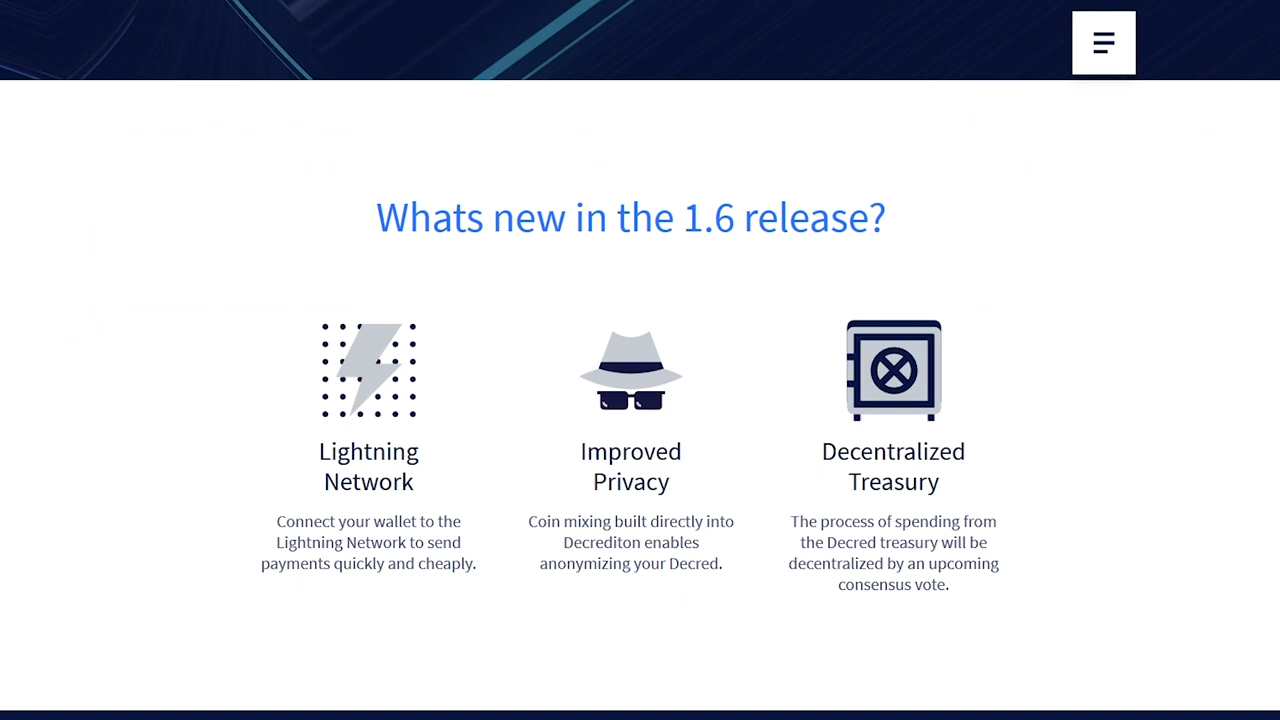 Whats new in the 1.6 release?
Lightning
Network
Connect your wallet to the
Lightning Network to send
payments quickly and cheaply.
Improved
Privacy
Coin mixing built directly into
Decrediton enables
anonymizing your Decred.
Decentralized
Treasury
The process of spending from
the Decred treasury will be
decentralized by an upcoming
consensus vote.